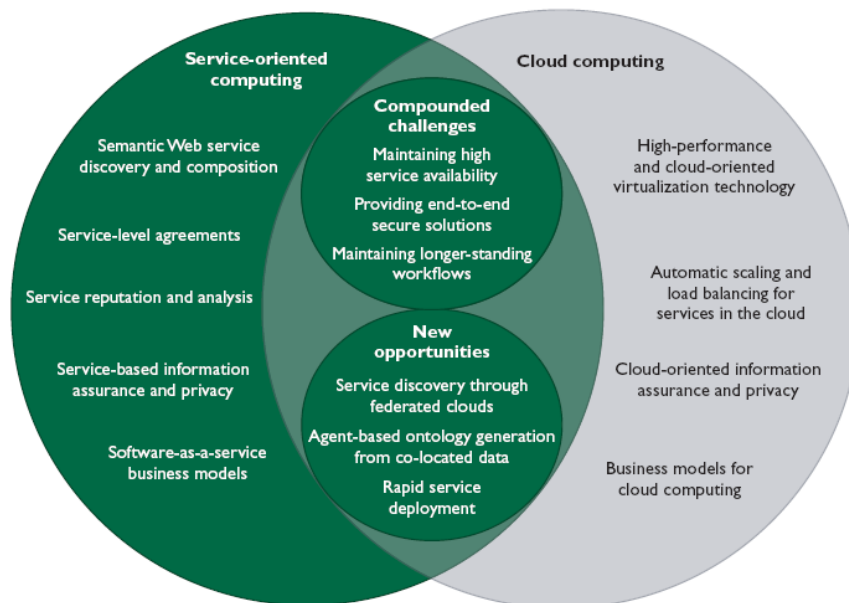 Service-oriented
computing
Semantic Web service
discovery and composition
Service-level agreements
Service reputation and analysis
Service-based information
assurance and privacy
Software-as-a-service
business models
Compounded
challenges
Maintaining high
service availability
Providing end-to-end
secure solutions
Maintaining longer-standing
workflows
New
opportunities
Service discovery through
federated clouds
Agent-based ontology generation
from co-located data
Rapid service
deployment
Cloud computing
High-performance
and cloud-oriented
virtualization technology
Automatic scaling and
load balancing for
services in the cloud
Cloud-oriented information
assurance and privacy
Business models for
cloud computing